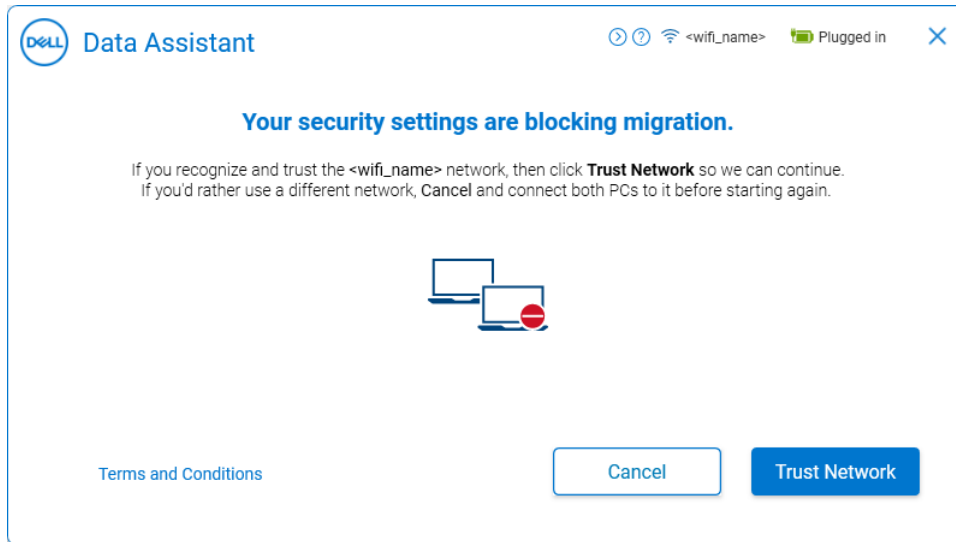 DELL
Data Assistant
<wifi_name>
Plugged in
Your security settings are blocking migration.
If you recognize and trust the <wifi_name> network, then click Trust Network so we can continue.
If you'd rather use a different network, Cancel and connect both PCs to it before starting again.
Terms and Conditions
Cancel
Trust Network